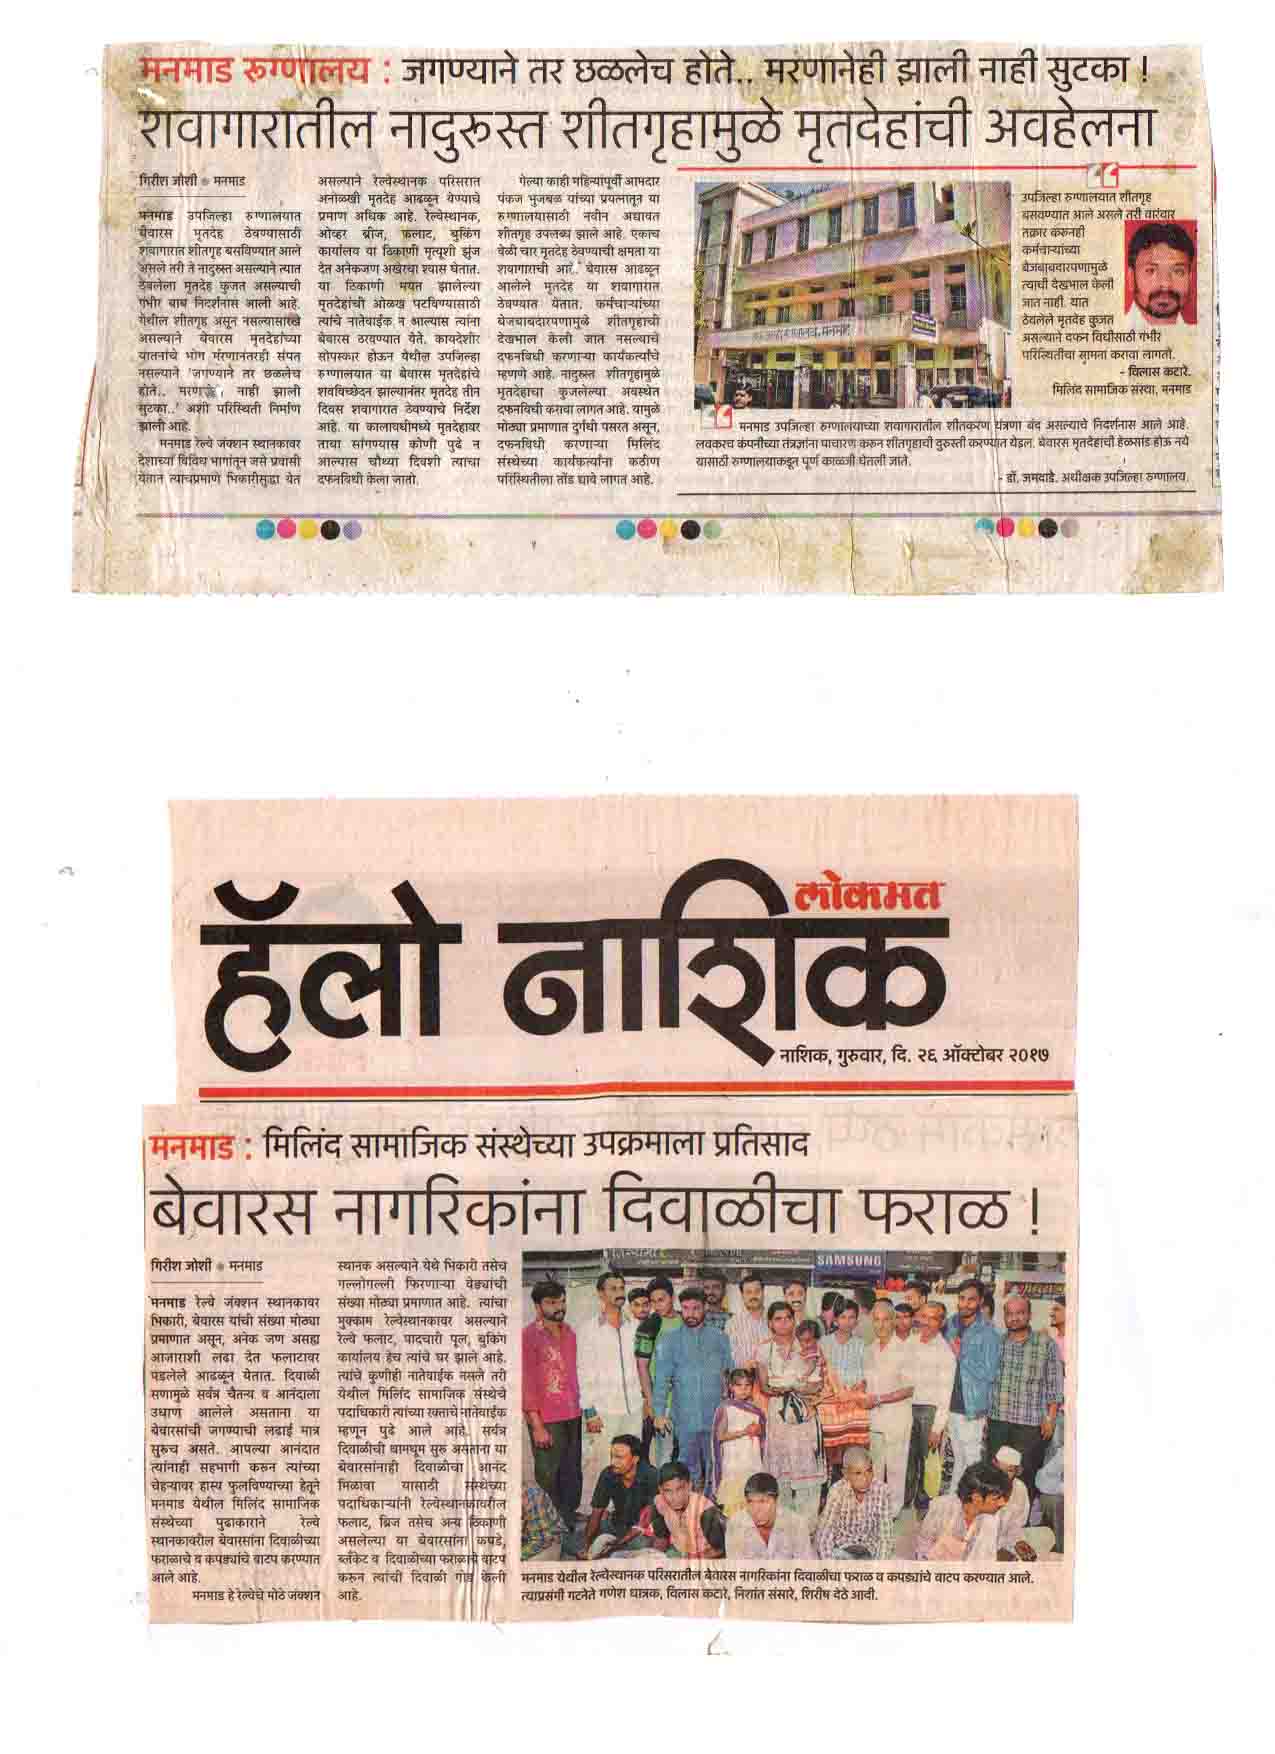 मनमाड रूग्णालय : जगण्याने तर छळलेच होते.. मरणानेही झाली नाही सुटका !
शवागारातील नादुरुस्त शीतगृहामुळे मृतदेहांची अवहेलना
गिरीश जोशी ● मनमाड
मनमाड उपजिल्हा रुग्णालयात
बेवारस मृतदेह ठेवण्यासाठी
शवागारात शीतगृह बसविण्यात आले
असले तरी ते नादुरुस्त असल्याने त्यात
ठेवलेला मृतदेह कुजत असल्याची
गंभीर बाब निदर्शनास आली आहे.
येथील शीतगृह असून नसल्यासारखे
असल्याने बेवारस मृतदेहांच्या
यातनांचे भोग मरणानंतरही संपत
नसल्याने 'जगण्याने तर छळलेच
होते.. मरणाने नाही झाली
सुटका..' अशी परिस्थिती निर्माण
झाली आहे.
मनमाड रेल्वे जंक्शन स्थानकावर
देशाच्या विविध भागांतून जसे प्रवासी
येतात त्याचप्रमाणे भिकारीसुद्धा येत
असल्याने रेल्वेस्थानक परिसरात
अनोळखी मृतदेह आढळून येण्याचे
प्रमाण अधिक आहे. रेल्वेस्थानक,
ओव्हर ब्रीज, फलाट, बुकिंग
कार्यालय या ठिकाणी मृत्यूशी झुंज
देत अनेकजण अखेरचा श्वास घेतात.
या ठिकाणी मयत झालेल्या
मृतदेहांची ओळख पटविण्यासाठी
त्यांचे नातेवाईक न आल्यास त्यांना
बेवारस ठरवण्यात येते. कायदेशीर
सोपस्कार होऊन येथील उपजिल्हा
रुग्णालयात या बेवारस मृतदेहांचे
शवविच्छेदन झाल्यानंतर मृतदेह तीन
दिवस शवागारात ठेवण्याचे निर्देश
आहे. या कालावधीमध्ये मृतदेहावर
ताबा सांगण्यास कोणी पुढे न
आल्यास चौथ्या दिवशी त्याचा
दफनविधी केला जातो.
गेल्या काही महिन्यांपूर्वी आमदार
पंकज भुजबळ यांच्या प्रयत्नातून या
रुग्णालयासाठी नवीन अद्यावत
शीतगृह उपलब्ध झाले आहे. एकाच
वेळी चार मृतदेह ठेवण्याची क्षमता या
शवागाराची आहे. बेवारस आढळून
आलेले मृतदेह या शवागारात
ठेवण्यात येतात. कर्मचाऱ्यांच्या
बेजबाबदारपणामुळे शीतगृहाची
देखभाल केली जात नसल्याचे
दफनविधी करणाऱ्या कार्यकर्त्यांचे
म्हणणे आहे. नादुरुस्त शीतगृहामुळे
मृतदेहाचा कुजलेल्या अवस्थेत
दफनविधी करावा लागत आहे. यामुळे
मोठ्या प्रमाणात दुर्गंधी पसरत असून,
दफनविधी करणाऱ्या मिलिंद
संस्थेच्या कार्यकर्त्यांना कठीण
परिस्थितीला तोंड द्यावे लागत आहे.
उपजिल्हा रुग्णालयात शीतगृह
बसवण्यात आले असले तरी वारंवार
तक्रार करूनही
कर्मचाऱ्यांच्या
बेजबाबदारपणामुळे
त्याची देखभाल केली
जात नाही. यात
ठेवलेले मृतदेह कुजत
असल्याने दफन विधीसाठी गंभीर
परिस्थितीचा सामना करावा लागतो.
- विलास कटारे.
मिलिंद सामाजिक संस्था, मनमाड
मनमाड उपजिल्हा रुग्णालयाच्या शवागारातील शीतकरण यंत्रणा बंद असल्याचे निदर्शनास आले आहे.
लवकरच कंपनीच्या तंत्रज्ञांना पाचारण करून शीतगृहाची दुरुस्ती करण्यात येईल. बेवारस मृतदेहांची हेळसांड होऊ नये
यासाठी रुग्णालयाकडून पूर्ण काळजी घेतली जाते.
- डॉ. जमदाडे. अधीक्षक उपजिल्हा रुग्णालय.
लोकमत
हॅलो नाशिक
नाशिक, गुरुवार, दि. २६ ऑक्टोबर २०१७
मनमाड : मिलिंद सामाजिक संस्थेच्या उपक्रमाला प्रतिसाद
बेवारस नागरिकांना दिवाळीचा फराळ !
गिरीश जोशी ● मनमाड
मनमाड रेल्वे जंक्शन स्थानकावर
भिकारी, बेवारस यांची संख्या मोठ्या
प्रमाणात असून, अनेक जण असह्य
आजाराशी लढा देत फलाटावर
पडलेले आढळून येतात. दिवाळी
सणामुळे सर्वत्र चैतन्य व आनंदाला
उधाण आलेले असताना या
बेवारसांची जगण्याची लढाई मात्र
सुरूच असते. आपल्या आनंदात
त्यांनाही सहभागी करून त्यांच्या
चेहऱ्यावर हास्य फुलविण्याच्या हेतूने
मनमाड येथील मिलिंद सामाजिक
संस्थेच्या पुढाकाराने रेल्वे
स्थानकावरील बेवारसांना दिवाळीच्या
फराळाचे व कपड्यांचे वाटप करण्यात
आले आहे.
मनमाड हे रेल्वेचे मोठे जंक्शन
स्थानक असल्याने येथे भिकारी तसेच
गल्लोगल्ली फिरणाऱ्या वेड्यांची
संख्या मोठ्या प्रमाणात आहे. त्यांचा
मुक्काम रेल्वेस्थानकावर असल्याने
रेल्वे फलाट, पादचारी पूल, बुकिंग
कार्यालय हेच त्यांचे घर झाले आहे.
त्यांचे कुणीही नातेवाईक नसले तरी
येथील मिलिंद सामाजिक संस्थेचे
पदाधिकारी त्यांच्या रक्ताचे नातेवाईक
म्हणून पुढे आले आहे. सर्वत्र
दिवाळीची धामधूम सुरु असताना या
बेवारसांनाही दिवाळीचा आनंद
मिळावा यासाठी संस्थेच्या
पदाधिकाऱ्यांनी रेल्वेस्थानकावरील
फलाट, ब्रिज तसेच अन्य ठिकाणी
असलेल्या या बेवारसांना कपडे,
ब्लँकेट व दिवाळीच्या फराळाचे वाटप
करून त्यांची दिवाळी गोड केली
आहे.
SAMSUNG
मनमाड येथील रेल्वेस्थानक परिसरातील बेवारस नागरिकांना दिवाळीचा फराळ व कपड्यांचे वाटप करण्यात आले.
त्याप्रसंगी गटनेते गणेश धात्रक, विलास कटारे, निशांत संसारे, शिरीष देठे आदी.